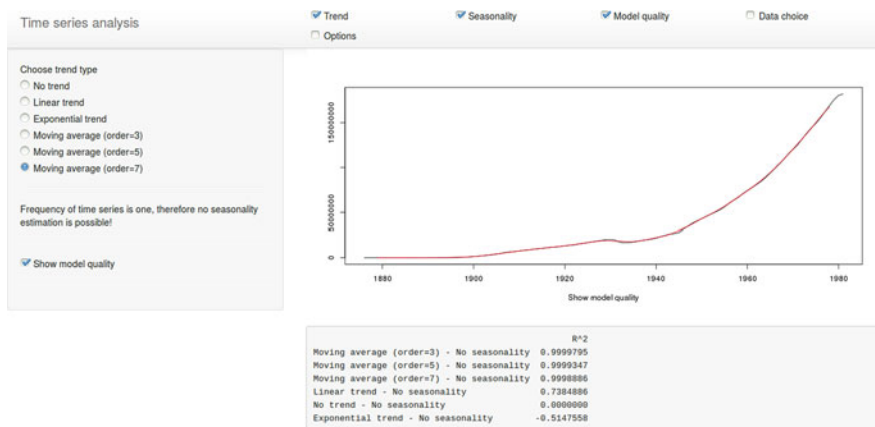 Time series analysis
Trend
Seasonality
Model quality
Data choice
Options
Choose trend type
No trend
Linear trend
Exponential trend
Moving average (order=3)
Moving average (order=5)
Moving average (order=7)
Frequency of time series is one, therefore no seasonality
estimation is possible!
Show model quality
150000000
50000000
0
1880 1900 1920 1940 1960 1980
Show model quality
R^2
Moving average (order=3) - No seasonality 0.9999795
Moving average (order=5) - No seasonality 0.9999347
Moving average (order=7) - No seasonality 0.9998886
Linear trend - No seasonality 0.7384886
No trend - No seasonality 0.0000000
Exponential trend - No seasonality -0.5147558